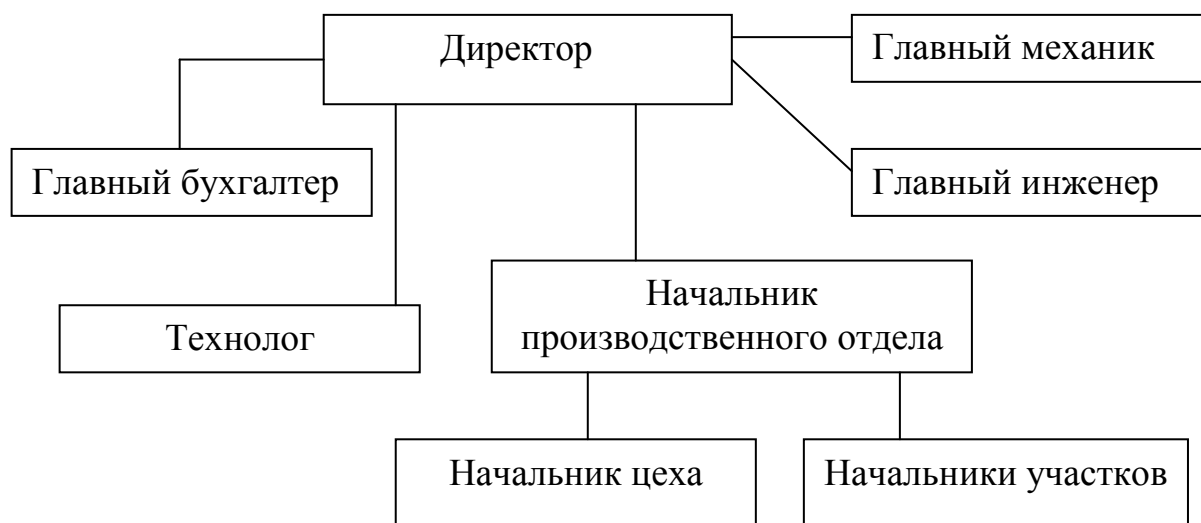 Директор
Главный механик
Главный бухгалтер
Главный инженер
Технолог
Начальник
производственного отдела
Начальник цеха
Начальники участков